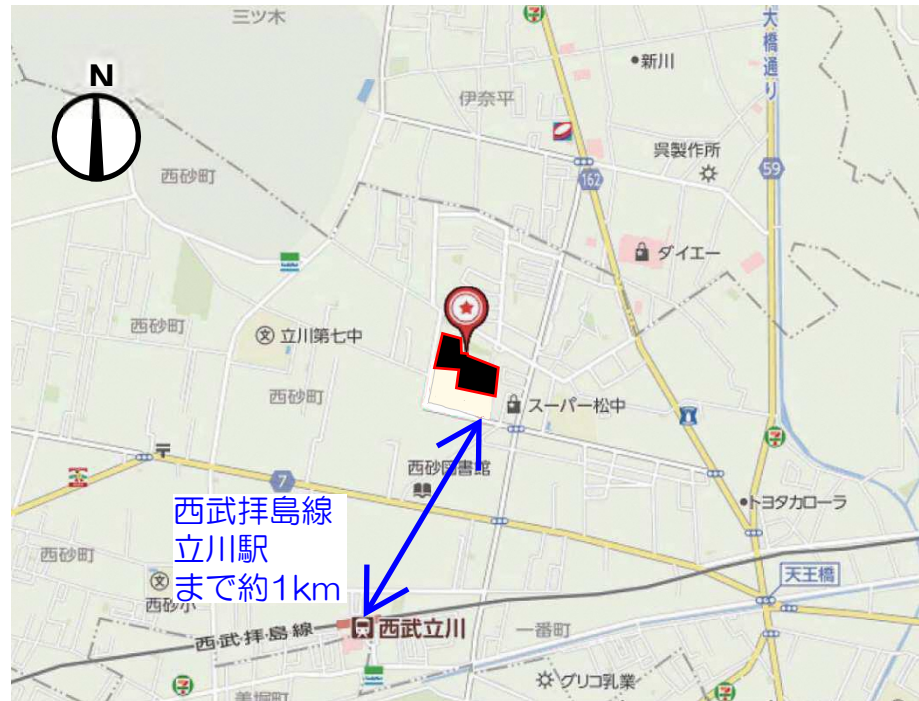 三ツ木
大橋通り
新川
N
伊奈平
呉製作所
162
59
西砂町
ダイエー
西砂町
立川第七中
文
西砂町
スーパー松中
西砂図書館
7
西武拝島線
立川駅
まで約1km
トヨタカローラ
西砂町
文
西砂小
天王橋
西武拝島線
西武立川
一番町
美堀町
グリコ乳業